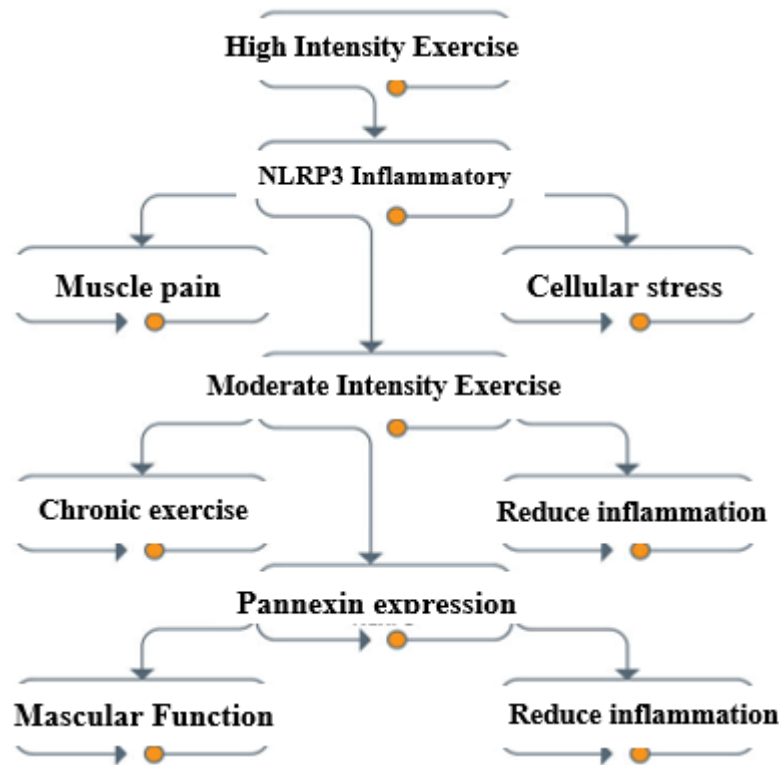 High Intensity Exercise
NLRP3 Inflammatory
Muscle pain
Cellular stress
Moderate Intensity Exercise
Chronic exercise
Reduce inflammation
Pannexin expression
Mascular Function
Reduce inflammation